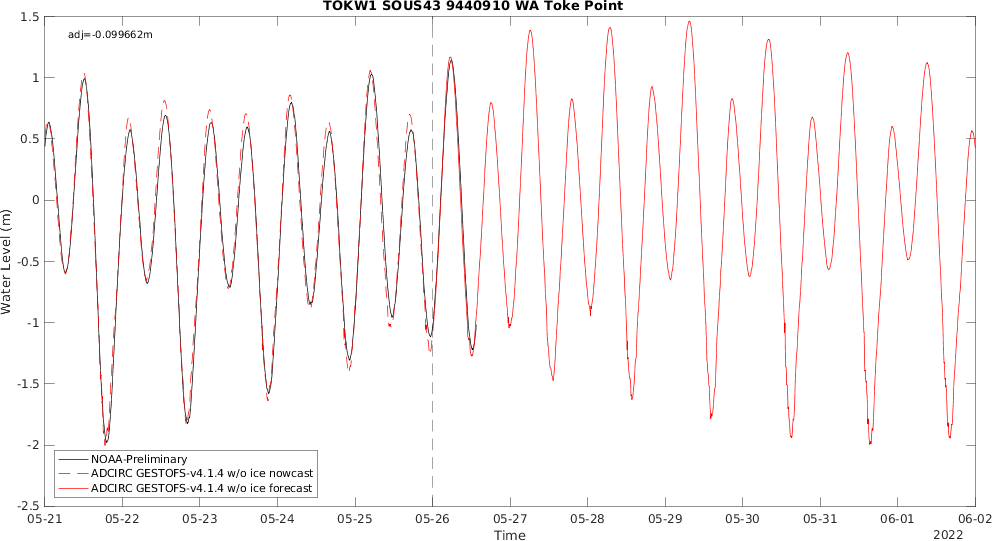 TOKW1 SOUS43 9440910 WA Toke Point
adj=-0.099662m
1.5
1
0.5
0
-0.5
-1
-1.5
-2
-2.5
Water Level (m)
NOAA-Preliminary
ADCIRC GESTOFS-v4.1.4 w/o ice nowcast
ADCIRC GESTOFS-v4.1.4 w/o ice forecast
05-21 05-22 05-23 05-24 05-25 05-26 05-27 05-28 05-29 05-30 05-31 06-01 06-02
Time
2022